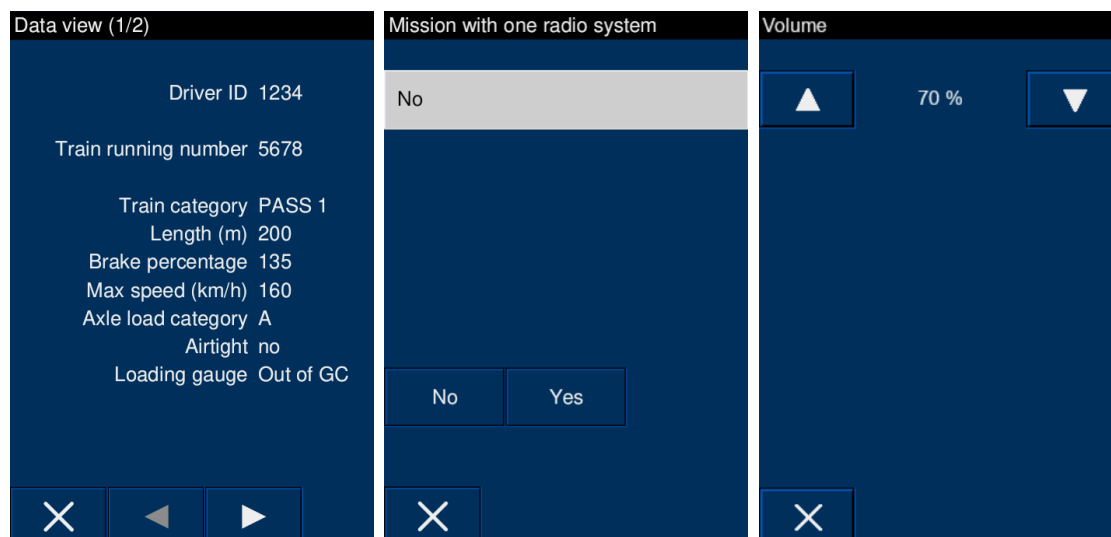 Data view (1/2)
Driver ID 1234
Train running number 5678
Train category PASS 1
Length (m) 200
Brake percentage 135
Max speed (km/h) 160
Axle load category A
Airtight no
Loading gauge Out of GC
Mission with one radio system
No
No Yes
Volume
70 %